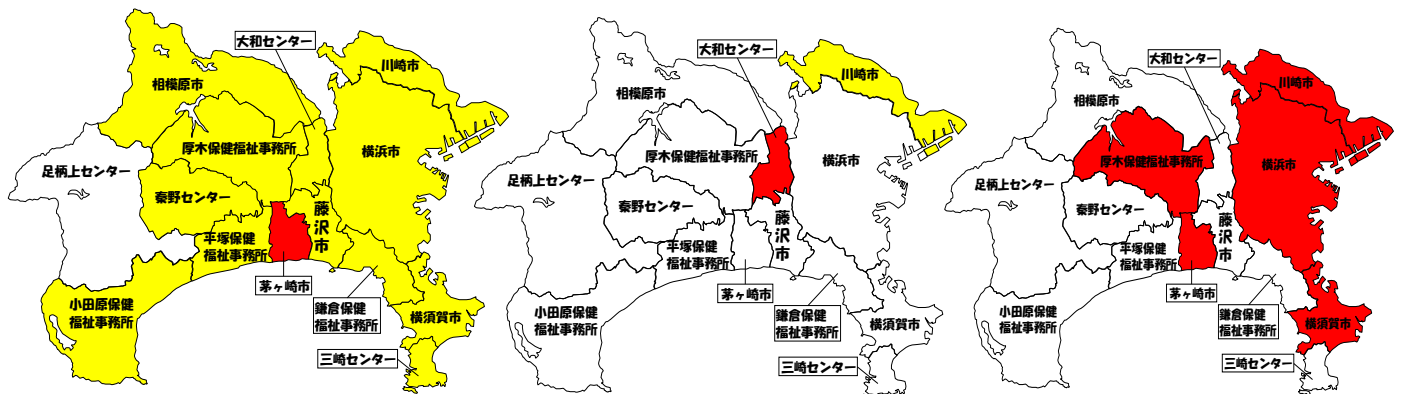 大和センター
川崎市
相模原市
厚木保健福祉事務所
横浜市
足柄上センター
秦野センター
藤沢市
平塚保健
福祉事務所
茅ヶ崎市
小田原保健
福祉事務所
鎌倉保健
福祉事務所
横須賀市
三崎センター
大和センター
川崎市
相模原市
厚木保健福祉事務所
横浜市
足柄上センター
秦野センター
藤沢市
平塚保健
福祉事務所
茅ヶ崎市
小田原保健
福祉事務所
鎌倉保健
福祉事務所
横須賀市
三崎センター
大和センター
川崎市
相模原市
厚木保健福祉事務所
横浜市
足柄上センター
秦野センター
藤沢市
平塚保健
福祉事務所
茅ヶ崎市
小田原保健
福祉事務所
鎌倉保健
福祉事務所
横須賀市
三崎センター